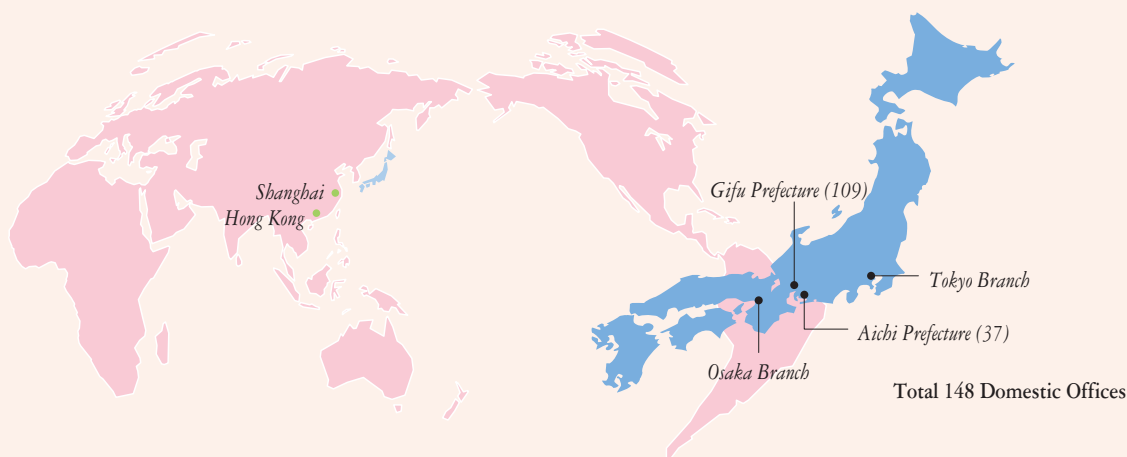 Shanghai
Hong Kong
Gifu Prefecture (109)
Tokyo Branch
Aichi Prefecture (37)
Osaka Branch
Total 148 Domestic Offices